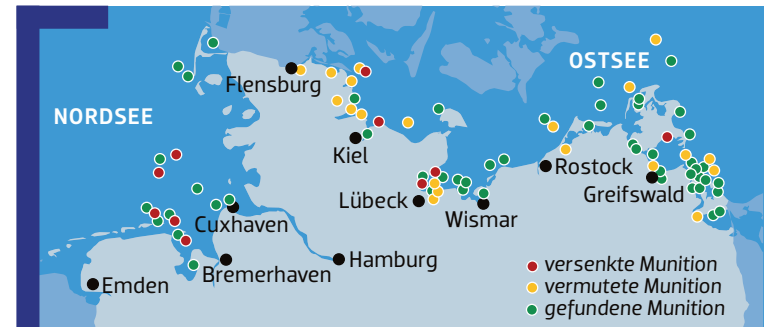 OSTSEE
Flensburg
NORDSEE
Kiel
Rostock
Greifswald
Lübeck
Wismar
Cuxhaven
Hamburg
Bremerhaven
Emden
versenkte Munition
vermutete Munition
gefundene Munition